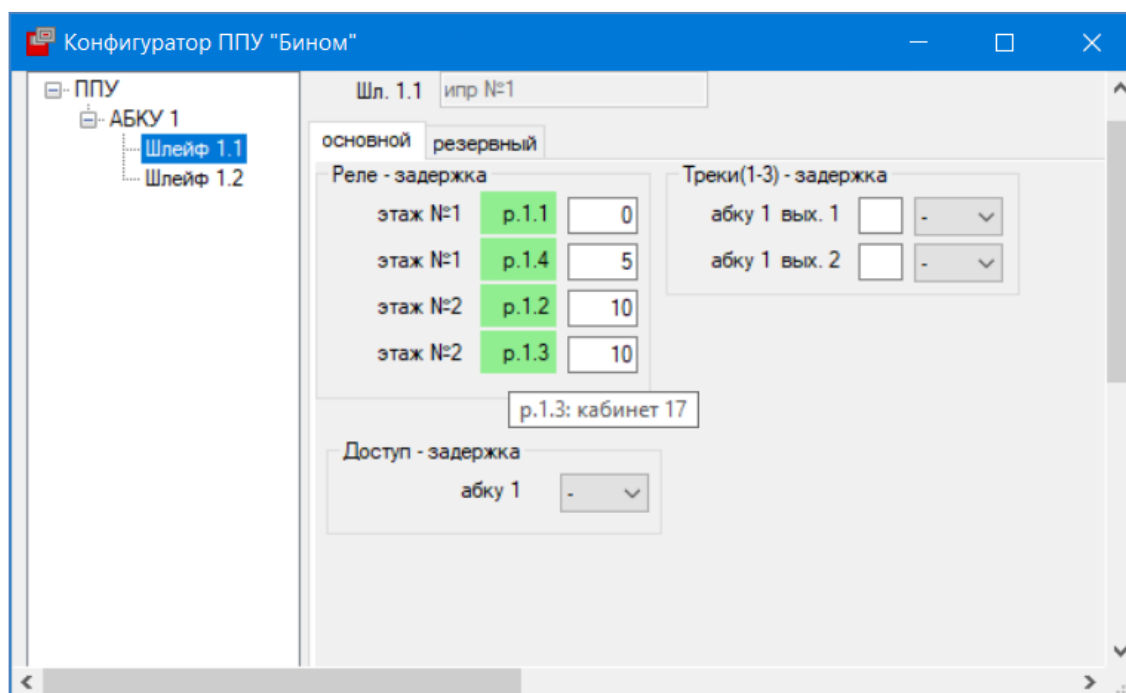 Конфигуратор ППУ "Бином"
ППУ
АБКУ 1
Шлейф 1.1
Шлейф 1.2
Шл. 1.1 ипр №1
основной резервный
Реле - задержка
этаж №1 р.1.1 0
этаж №1 р.1.4 5
этаж №2 р.1.2 10
этаж №2 р.1.3 10
р.1.3: кабинет 17
Треки(1-3) - задержка
абку 1 вых. 1 -
абку 1 вых. 2 -
Доступ - задержка
абку 1 -